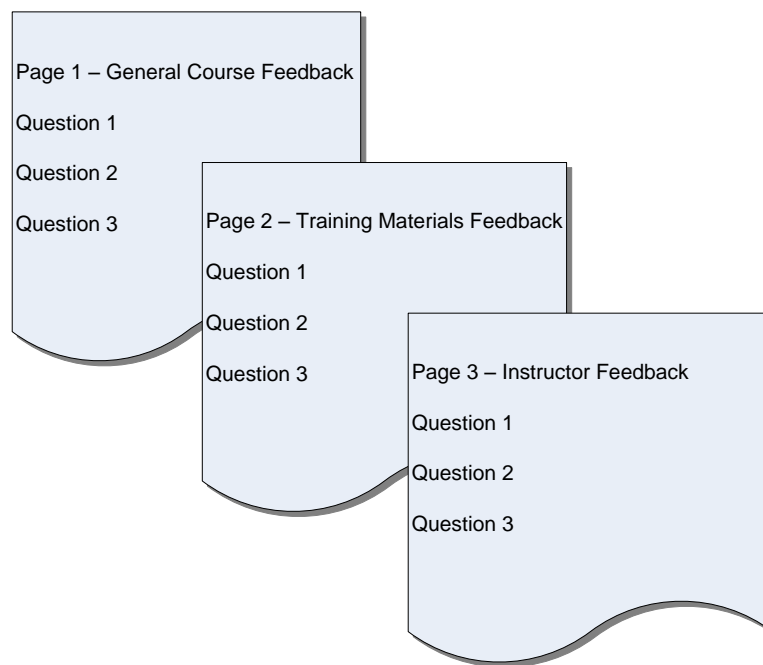 Page 1 – General Course Feedback
Question 1
Question 2
Question 3
Page 2 – Training Materials Feedback
Question 1
Question 2
Question 3
Page 3 – Instructor Feedback
Question 1
Question 2
Question 3